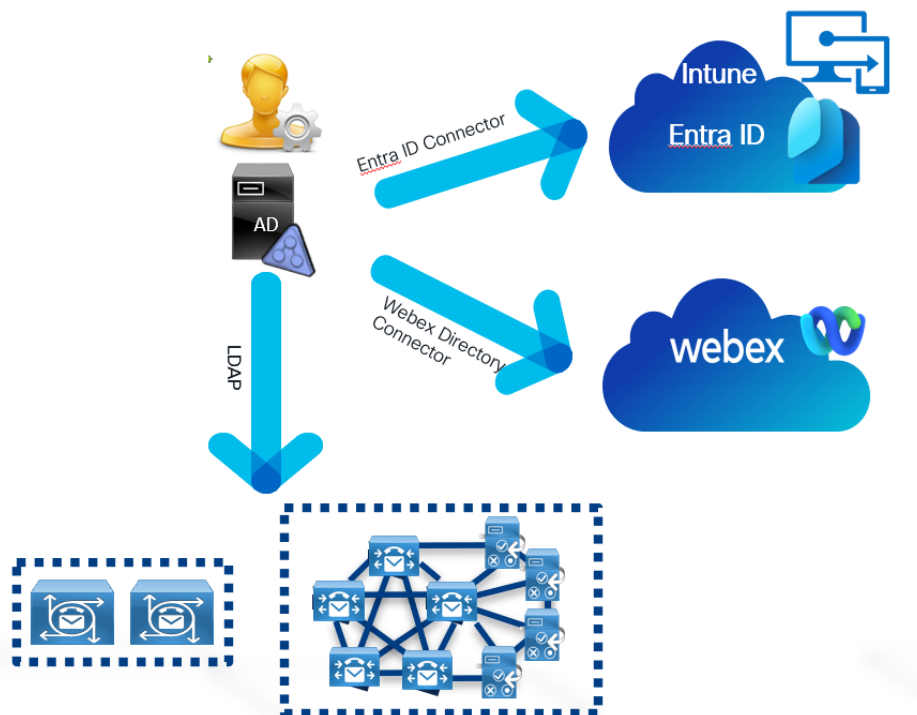 Intune
Entra ID Connector
Entra ID
AD
Webex Directory
Connector
webex
LDAP